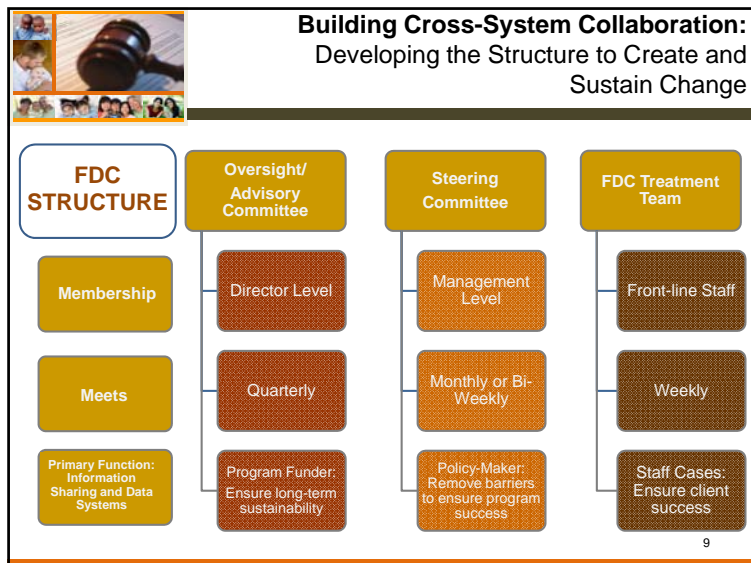 Building Cross-System Collaboration:
Developing the Structure to Create and
Sustain Change
FDC
STRUCTURE
Oversight/
Advisory
Committee
Steering
Committee
FDC Treatment
Team
Membership
Director Level
Management
Level
Front-line Staff
Meets
Quarterly
Monthly or Bi-
Weekly
Weekly
Primary Function:
Information
Sharing and Data
Systems
Program Funder:
Ensure long-term
sustainability
Policy-Maker:
Remove barriers
to ensure program
success
Staff Cases:
Ensure client
success
9